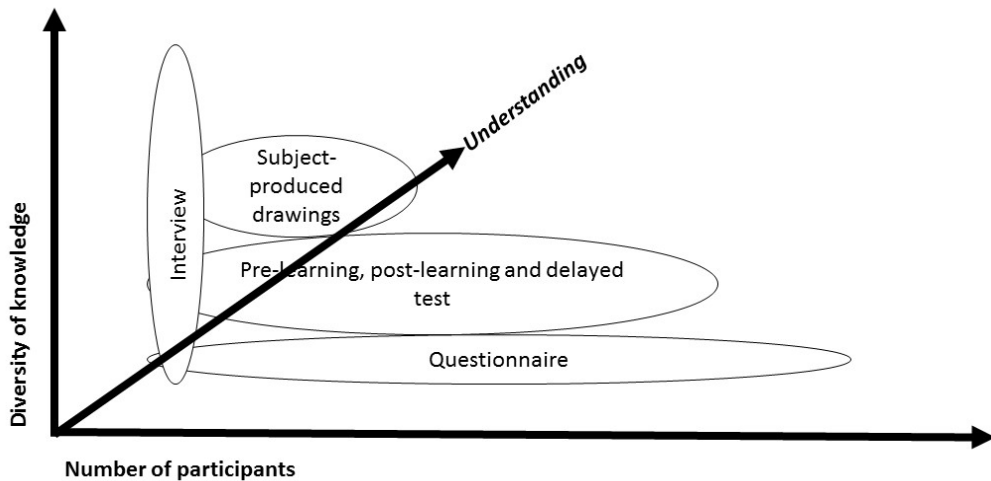 Understanding
Subject-
produced
drawings
Interview
Pre-learning, post-learning and delayed
test
Questionnaire
Diversity of knowledge
Number of participants